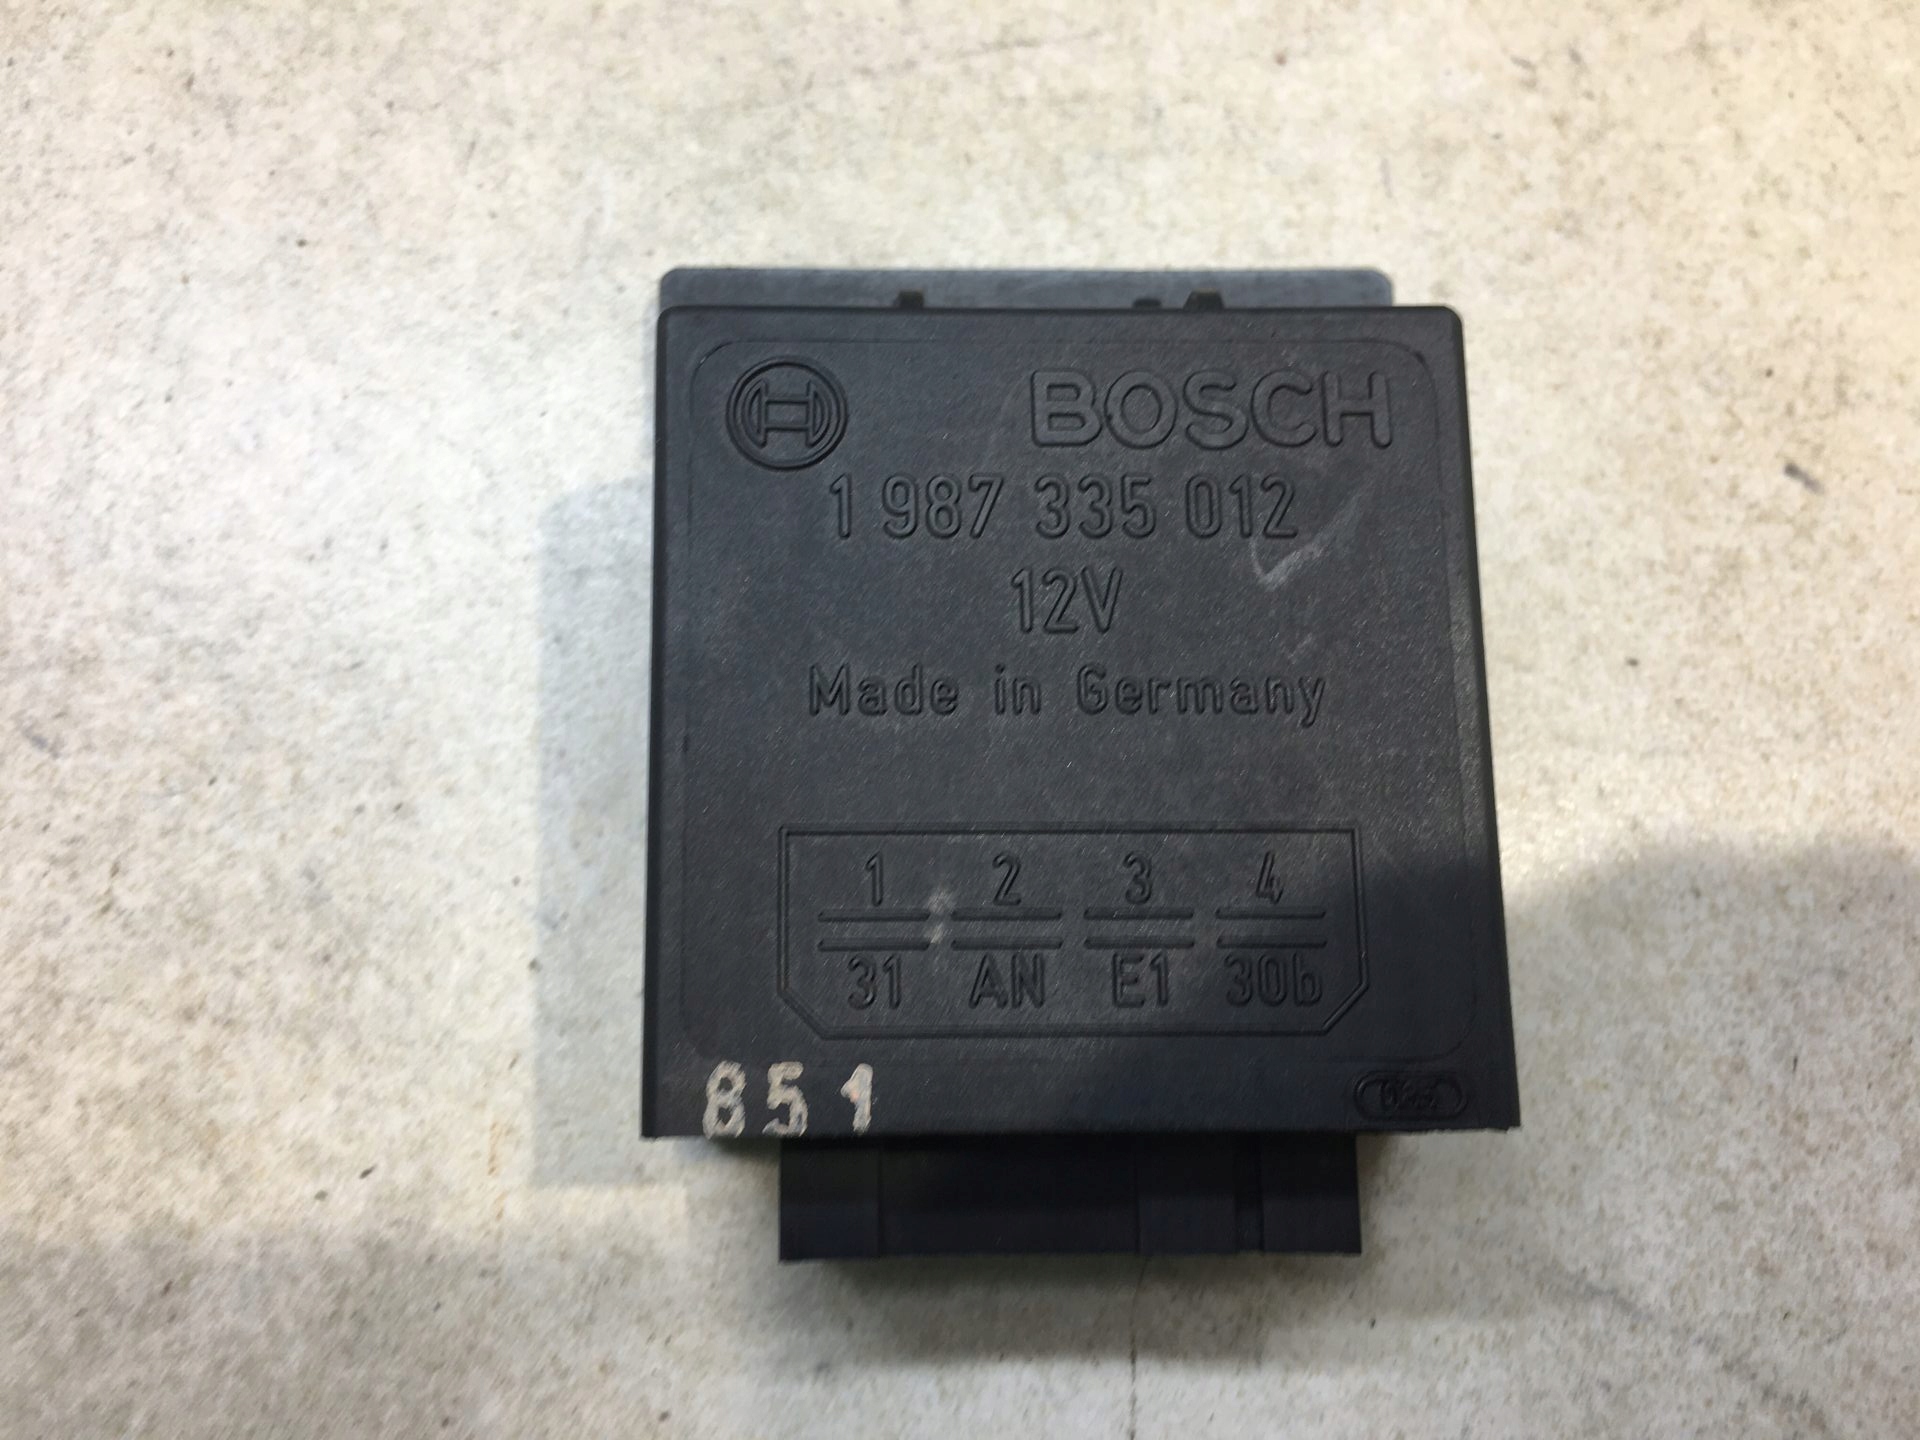 BOSCH
1 987 335 012
12V
Made in Germany
1 2 3 4
31 AN E1 30b
851